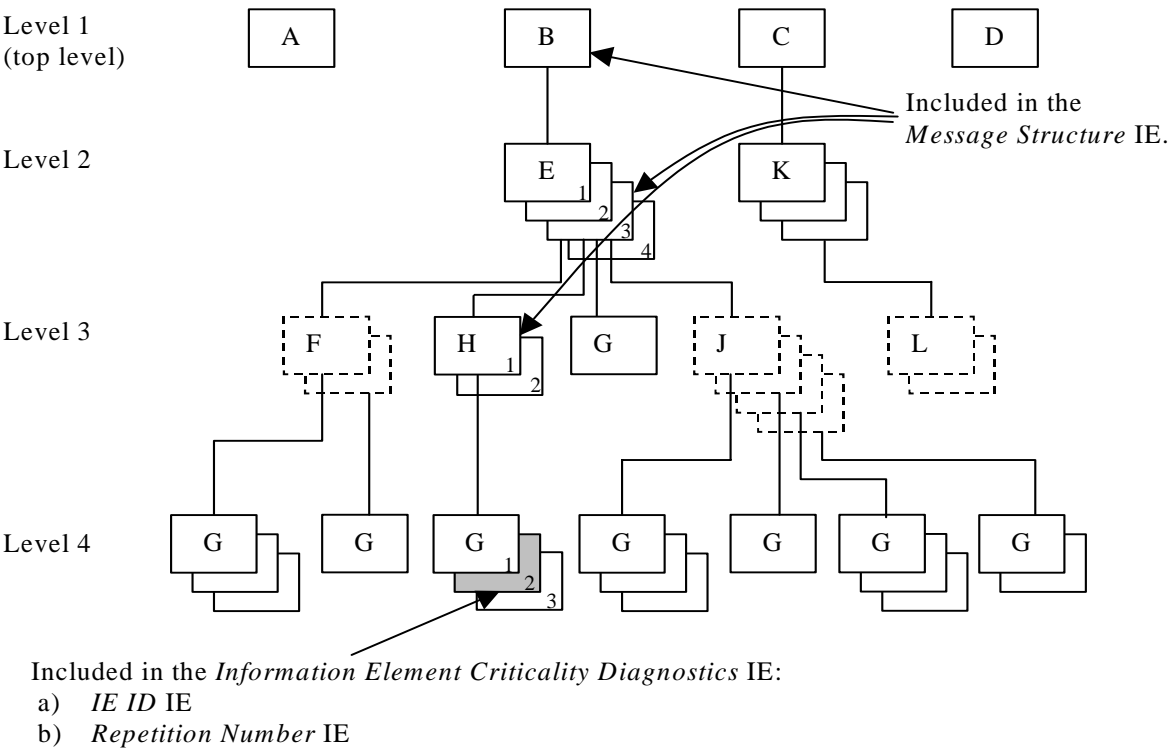 Level 1
(top level)
A
B
C
D
Included in the
Message Structure IE.
Level 2
E
1
2
3
4
K
Level 3
F
H
1
2
G
J
L
Level 4
G
G
G
1
2
3
G
G
G
G
Included in the Information Element Criticality Diagnostics IE:
a) IE ID IE
b) Repetition Number IE